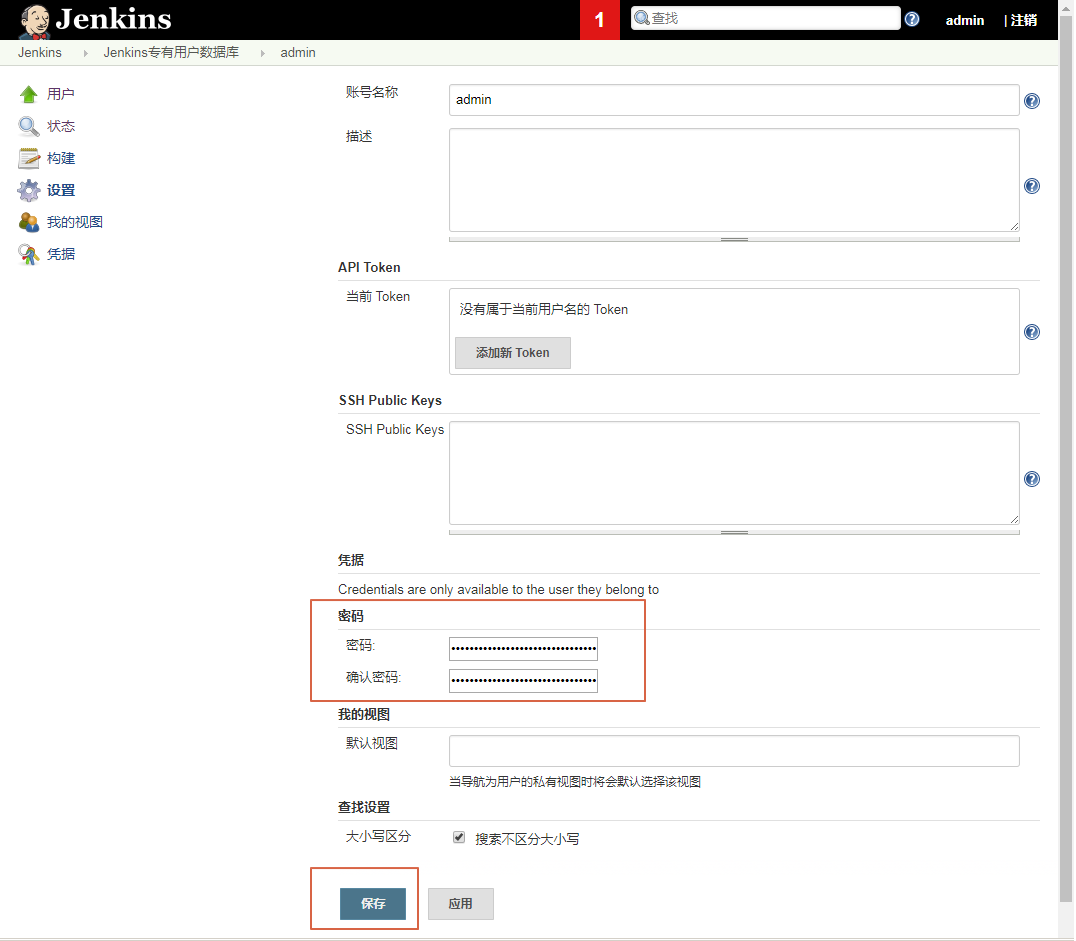 Jenkins
1
查找
admin
| 注销
Jenkins
Jenkins专有用户数据库
admin
用户
状态
构建
设置
我的视图
凭据
账号名称
admin
描述
API Token
当前 Token
没有属于当前用户名的 Token
添加新 Token
SSH Public Keys
SSH Public Keys
凭据
Credentials are only available to the user they belong to
密码
密码:
确认密码:
我的视图
默认视图
当导航为用户的私有视图时将会默认选择该视图
查找设置
大小写区分
搜索不区分大小写
保存
应用